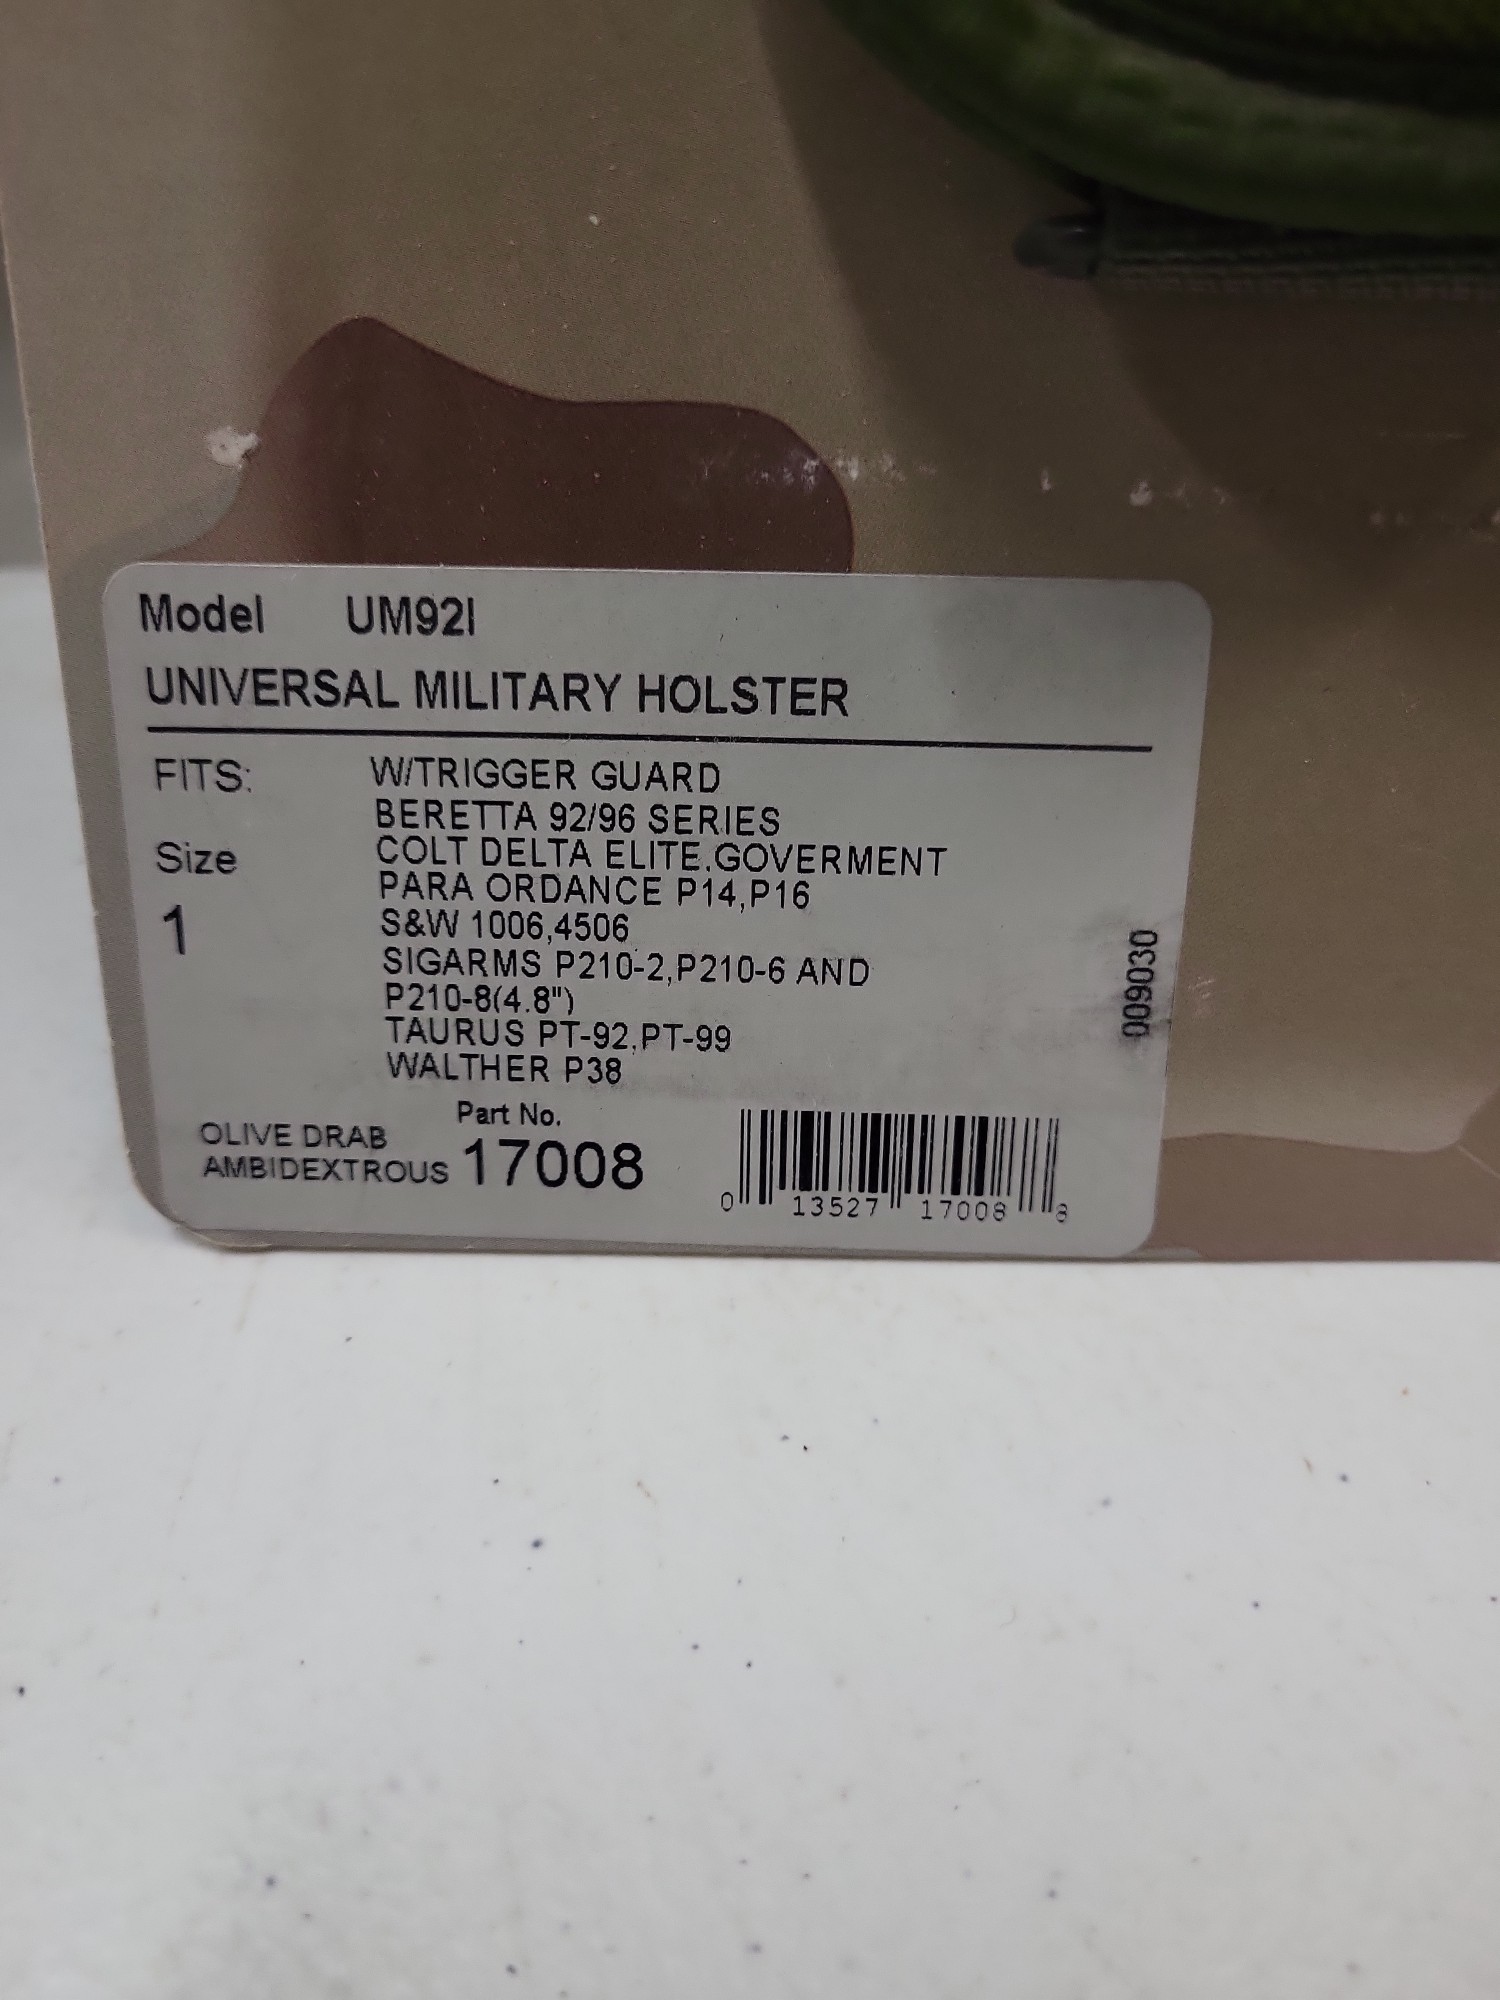 Model UM92I
UNIVERSAL MILITARY HOLSTER
FITS: W/TRIGGER GUARD
BERETTA 92/96 SERIES
Size COLT DELTA ELITE.GOVERMENT
PARA ORDANCE P14,P16
1 S&W 1006,4506
SIGARMS P210-2,P210-6 AND
P210-8(4.8")
TAURUS PT-92,PT-99
WALTHER P38
009030
OLIVE DRAB Part No.
AMBIDEXTROUS 17008
0 13527 17008 8